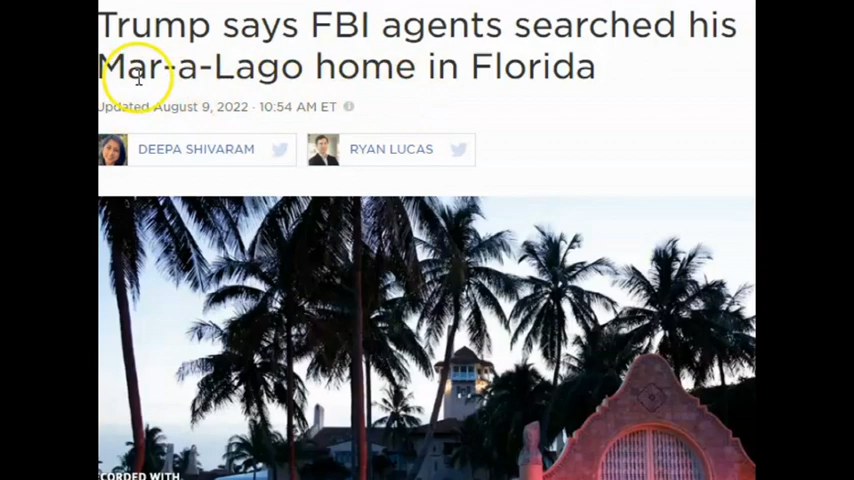 Trump says FBI agents searched his
Mar-a-Lago home in Florida
Updated August 9, 2022 · 10:54 AM ET
DEEPA SHIVARAM
RYAN LUCAS
CORDED WITH